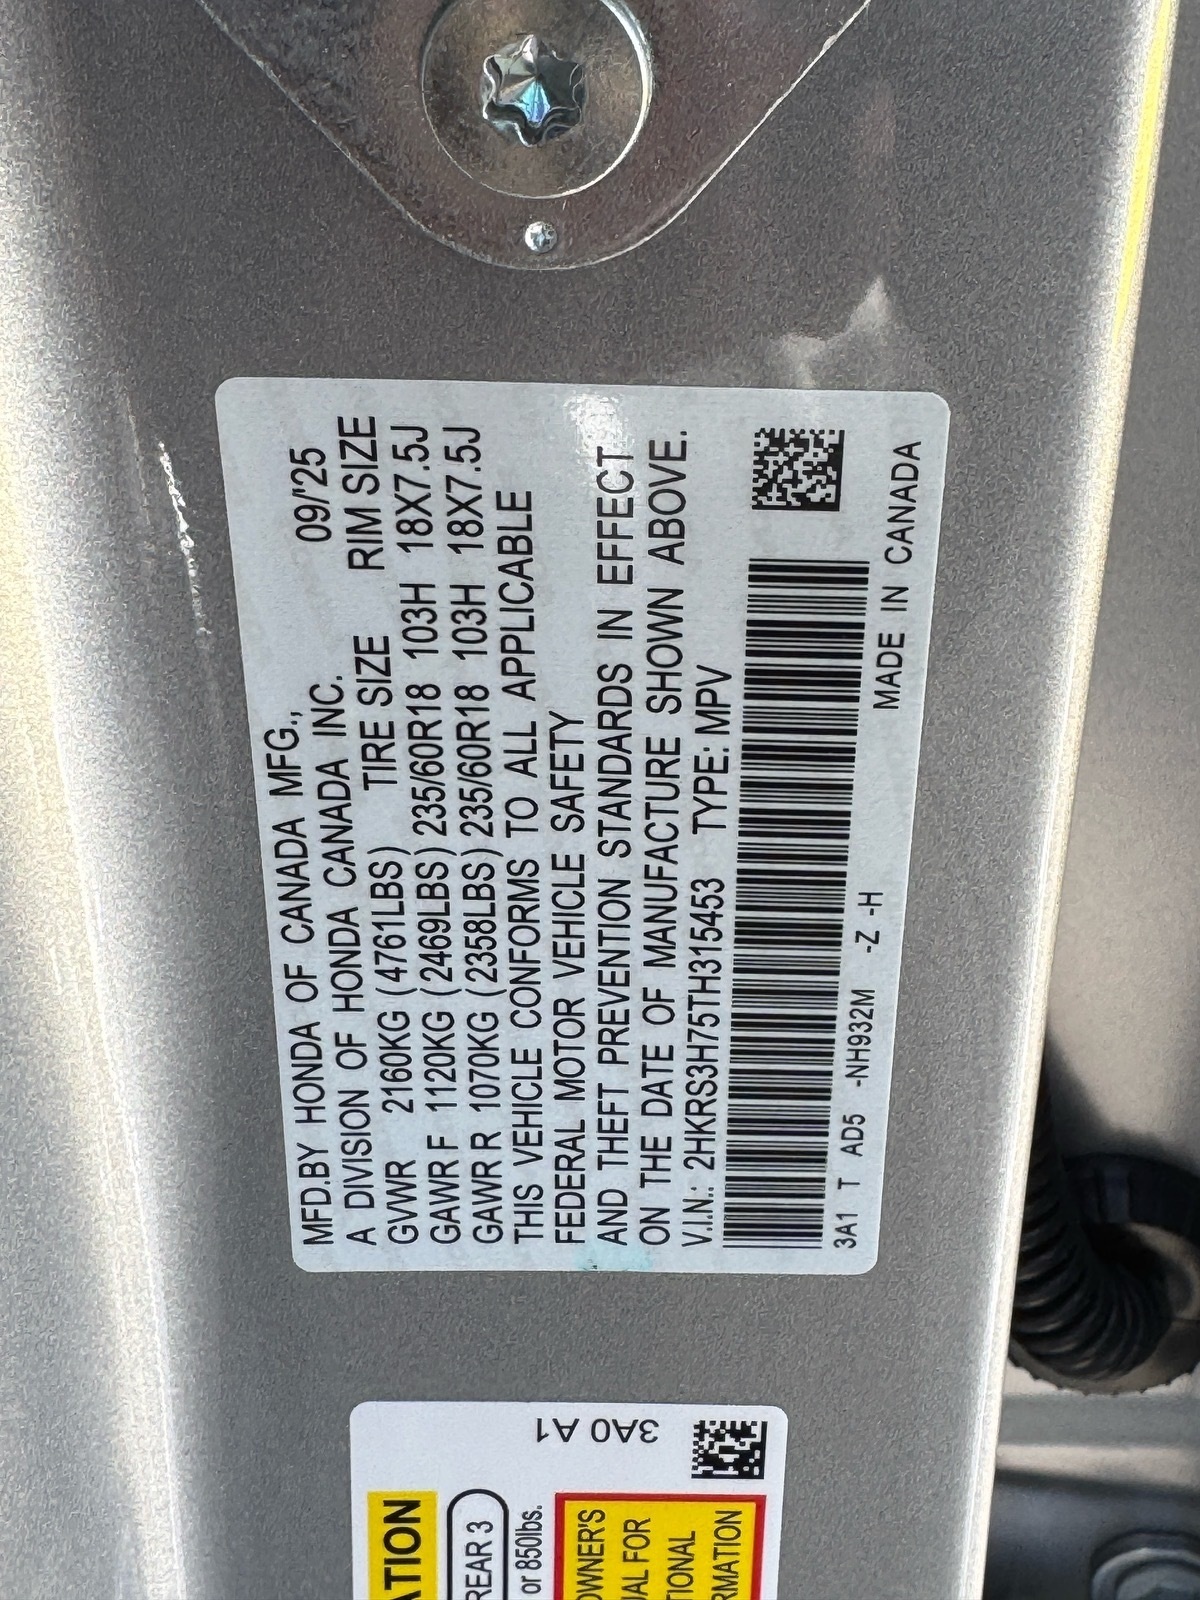 MFD.BY HONDA OF CANADA MFG., 09/'25
A DIVISION OF HONDA CANADA INC.
TIRE SIZE RIM SIZE
GVWR 2160KG (4761LBS)
GAWR F 1120KG (2469LBS) 235/60R18 103H 18X7.5J
GAWR R 1070KG (2358LBS) 235/60R18 103H 18X7.5J
THIS VEHICLE CONFORMS TO ALL APPLICABLE
FEDERAL MOTOR VEHICLE SAFETY
AND THEFT PREVENTION STANDARDS IN EFFECT
ON THE DATE OF MANUFACTURE SHOWN ABOVE.
V.I.N.: 2HKRS3H75TH315453 TYPE: MPV
3A1 T AD5 -NH932M -Z -H
MADE IN CANADA
3A0 A1
ATION
REAR 3
or 850lbs.
OWNER'S
UAL FOR
TIONAL
RMATION